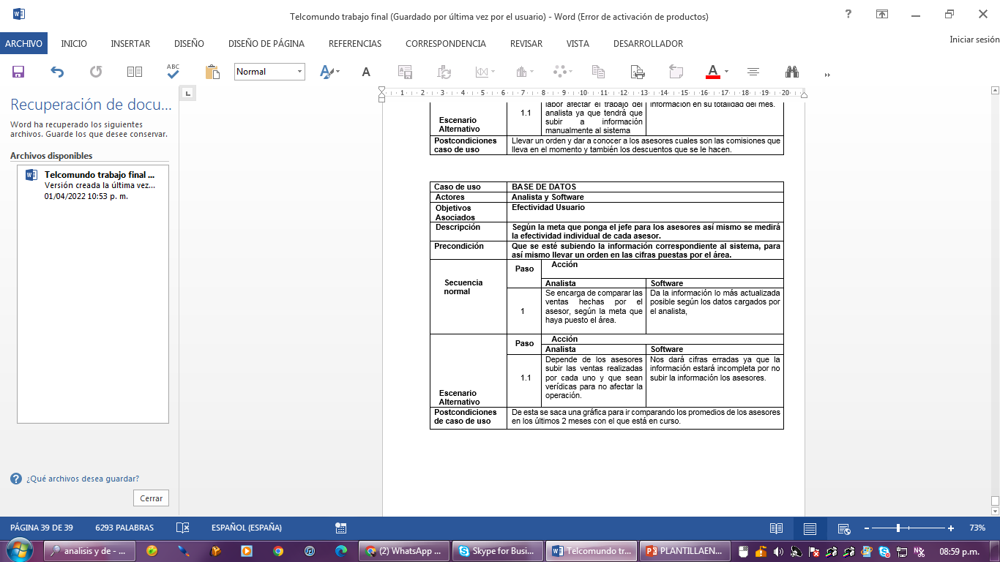 Telcomundo trabajo final (Guardado por última vez por el usuario) - Word (Error de activación de productos)
ARCHIVO INICIO INSERTAR DISEÑO DISEÑO DE PÁGINA REFERENCIAS CORRESPONDENCIA REVISAR VISTA DESARROLLADOR Iniciar sesión
ABC Normal A A A
Recuperación de docu...
Word ha recuperado los siguientes
archivos. Guarde los que desee conservar.
Archivos disponibles
Telcomundo trabajo final ...
Versión creada la última vez...
01/04/2022 10:53 p. m.
¿Qué archivos desea guardar?
Cerrar
1 2 3 4 5 6 7 8 9 10 11 12 13 14 15 16 17 18 19 20
Escenario
Alternativo
1.1
labor afectar el trabajo del
analista ya que tendrá que
subir a información
manualmente al sistema
información en su totalidad del mes.
Postcondiciones
caso de uso
Llevar un orden y dar a conocer a los asesores cuales son las comisiones que
lleva en el momento y también los descuentos que se le hacen.
Caso de uso BASE DE DATOS
Actores Analista y Software
Objetivos
Asociados
Efectividad Usuario
Descripción
Según la meta que ponga el jefe para los asesores así mismo se medirá
la efectividad individual de cada asesor.
Precondición
Que se esté subiendo la información correspondiente al sistema, para
así mismo llevar un orden en las cifras puestas por el área.
Secuencia
normal
Paso
Acción
Analista Software
1
Se encarga de comparar las
ventas hechas por el
asesor, según la meta que
haya puesto el área.
Da la información lo más actualizada
posible según los datos cargados por
el analista,
Escenario
Alternativo
Paso
Acción
Analista Software
1.1
Depende de los asesores
subir las ventas realizadas
por cada uno y que sean
verídicas para no afectar la
operación.
Nos dará cifras erradas ya que la
información estará incompleta por no
subir la información los asesores.
Postcondiciones
de caso de uso
De esta se saca una gráfica para ir comparando los promedios de los asesores
en los últimos 2 meses con el que está en curso.
PÁGINA 39 DE 39 6293 PALABRAS ESPAÑOL (ESPAÑA) 73%
analisis y de - ... (2) WhatsApp ... Skype for Busi... Telcomundo tr... PLANTILLAEN... 08:59 p.m.